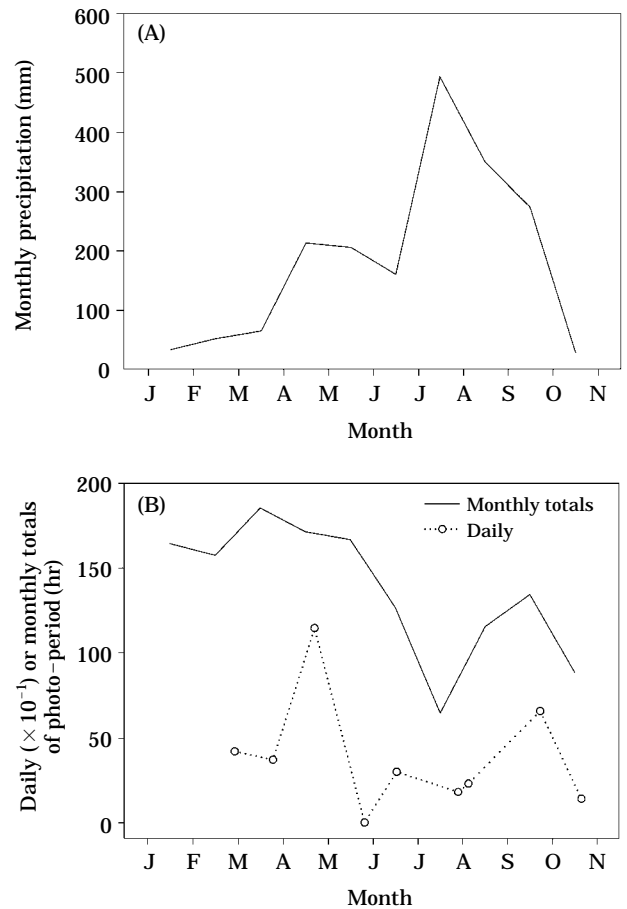 (A)
Monthly precipitation (mm)
600
500
400
300
200
100
0
J F M A M J J A S O N
Month
(B)
Daily (× 10⁻¹) or monthly totals
of photo-period (hr)
200
150
100
50
0
Monthly totals
Daily
J F M A M J J A S O N
Month